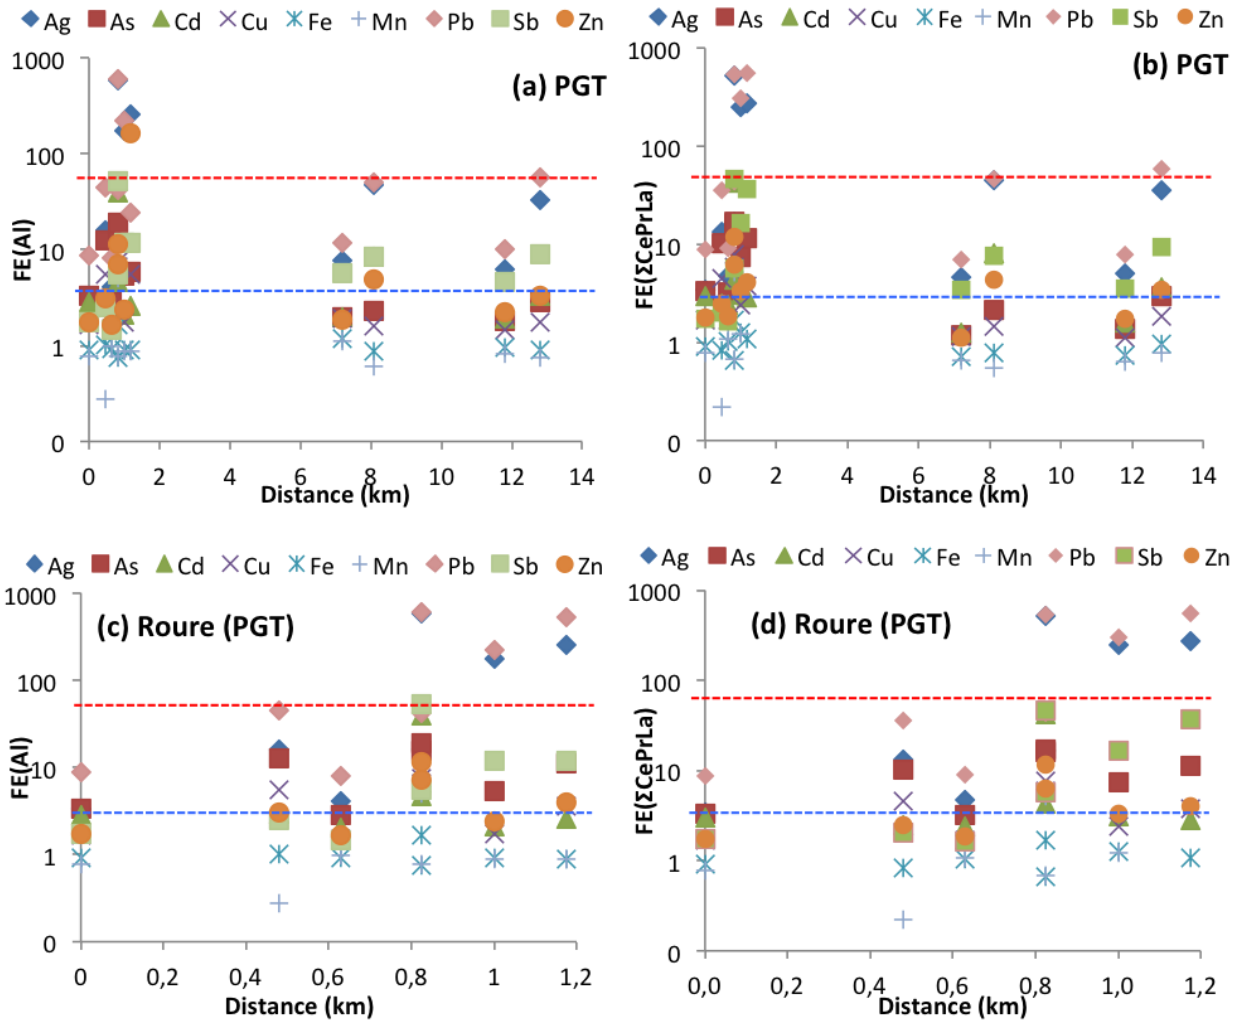 Ag As Cd Cu Fe Mn Pb Sb Zn
(a) PGT
FE(Al)
1000
100
10
1
0
0 2 4 6 8 10 12 14
Distance (km)
Ag As Cd Cu Fe Mn Pb Sb Zn
(b) PGT
FE(ΣCePrLa)
1000
100
10
1
0
0 2 4 6 8 10 12 14
Distance (km)
Ag As Cd Cu Fe Mn Pb Sb Zn
(c) Roure (PGT)
FE(Al)
1000
100
10
1
0
0 0,2 0,4 0,6 0,8 1 1,2
Distance (km)
Ag As Cd Cu Fe Mn Pb Sb Zn
(d) Roure (PGT)
FE(ΣCePrLa)
1000
100
10
1
0
0,0 0,2 0,4 0,6 0,8 1,0 1,2
Distance (km)